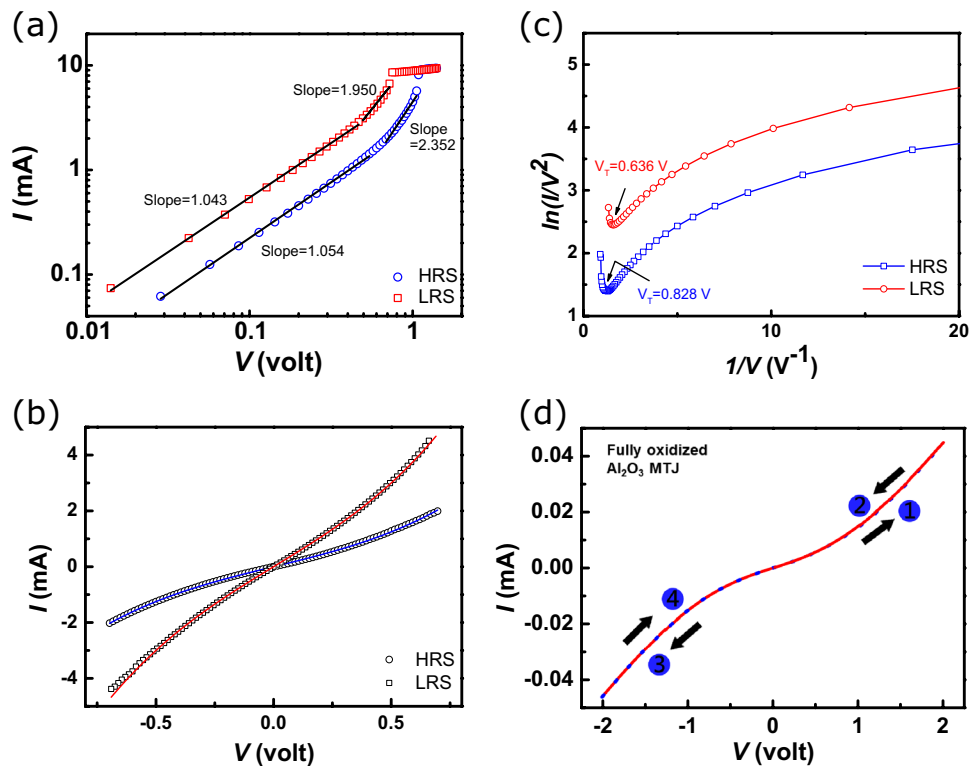 (a)
10
1
0.1
0.01
0.1
1
I (mA)
V (volt)
Slope=1.950
Slope
=2.352
Slope=1.043
Slope=1.054
HRS
LRS
(c)
5
4
3
2
1
0
10
20
ln(I/V²)
1/V (V⁻¹)
V_T=0.636 V
V_T=0.828 V
HRS
LRS
(b)
4
2
0
-2
-4
-0.5
0.0
0.5
I (mA)
V (volt)
HRS
LRS
(d)
Fully oxidized
Al₂O₃ MTJ
0.04
0.02
0.00
-0.02
-0.04
-2
-1
0
1
2
I (mA)
V (volt)
2
1
4
3